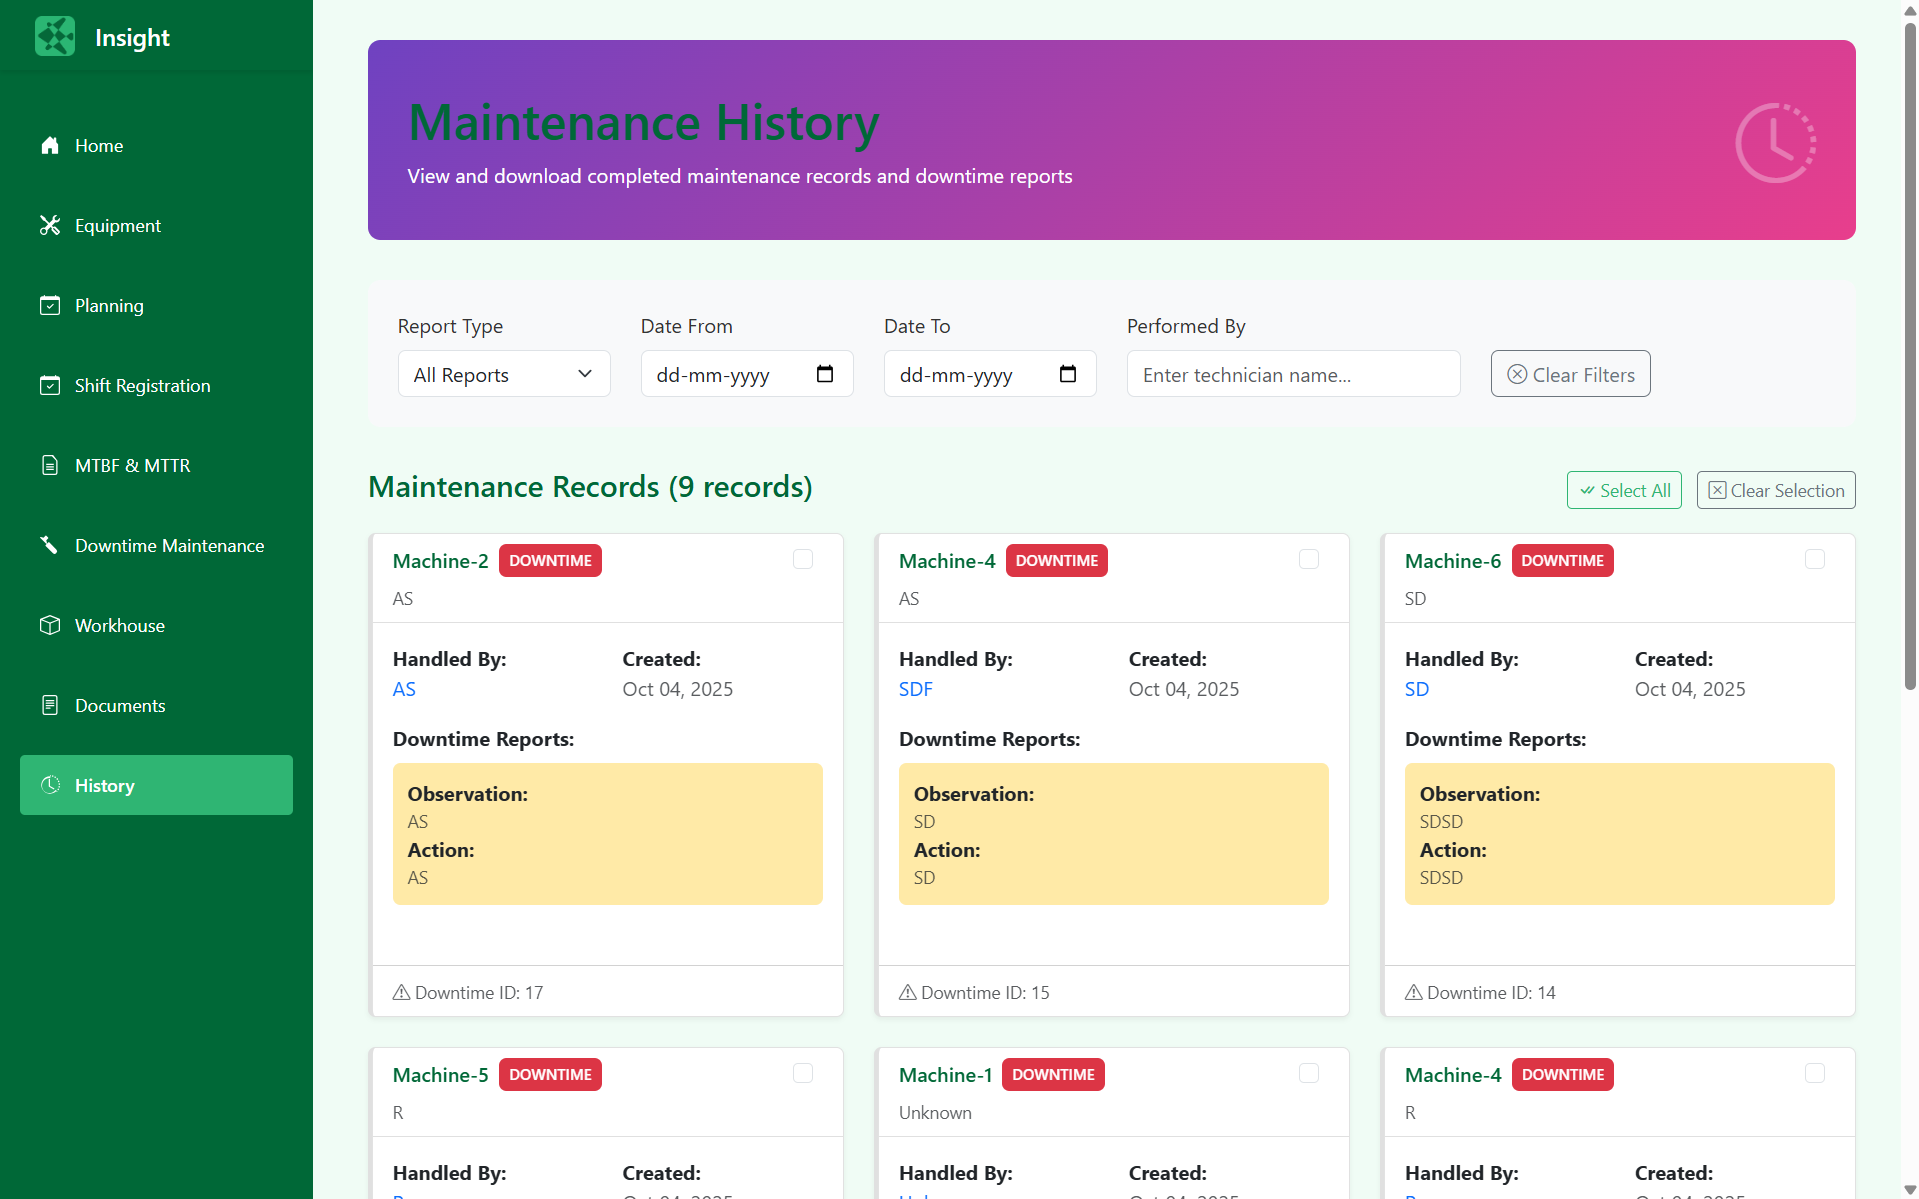 Insight
Home
Equipment
Planning
Shift Registration
MTBF & MTTR
Downtime Maintenance
Workhouse
Documents
History
Maintenance History
View and download completed maintenance records and downtime reports
Report Type
Date From
Date To
Performed By
All Reports
dd-mm-yyyy
dd-mm-yyyy
Enter technician name...
Clear Filters
Maintenance Records (9 records)
Select All
Clear Selection
Machine-2 DOWNTIME
AS
Handled By:
AS
Created:
Oct 04, 2025
Downtime Reports:
Observation:
AS
Action:
AS
Downtime ID: 17
Machine-4 DOWNTIME
AS
Handled By:
SDF
Created:
Oct 04, 2025
Downtime Reports:
Observation:
SD
Action:
SD
Downtime ID: 15
Machine-6 DOWNTIME
SD
Handled By:
SD
Created:
Oct 04, 2025
Downtime Reports:
Observation:
SDSD
Action:
SDSD
Downtime ID: 14
Machine-5 DOWNTIME
R
Handled By:
Created:
Machine-1 DOWNTIME
Unknown
Handled By:
Created:
Machine-4 DOWNTIME
R
Handled By:
Created: